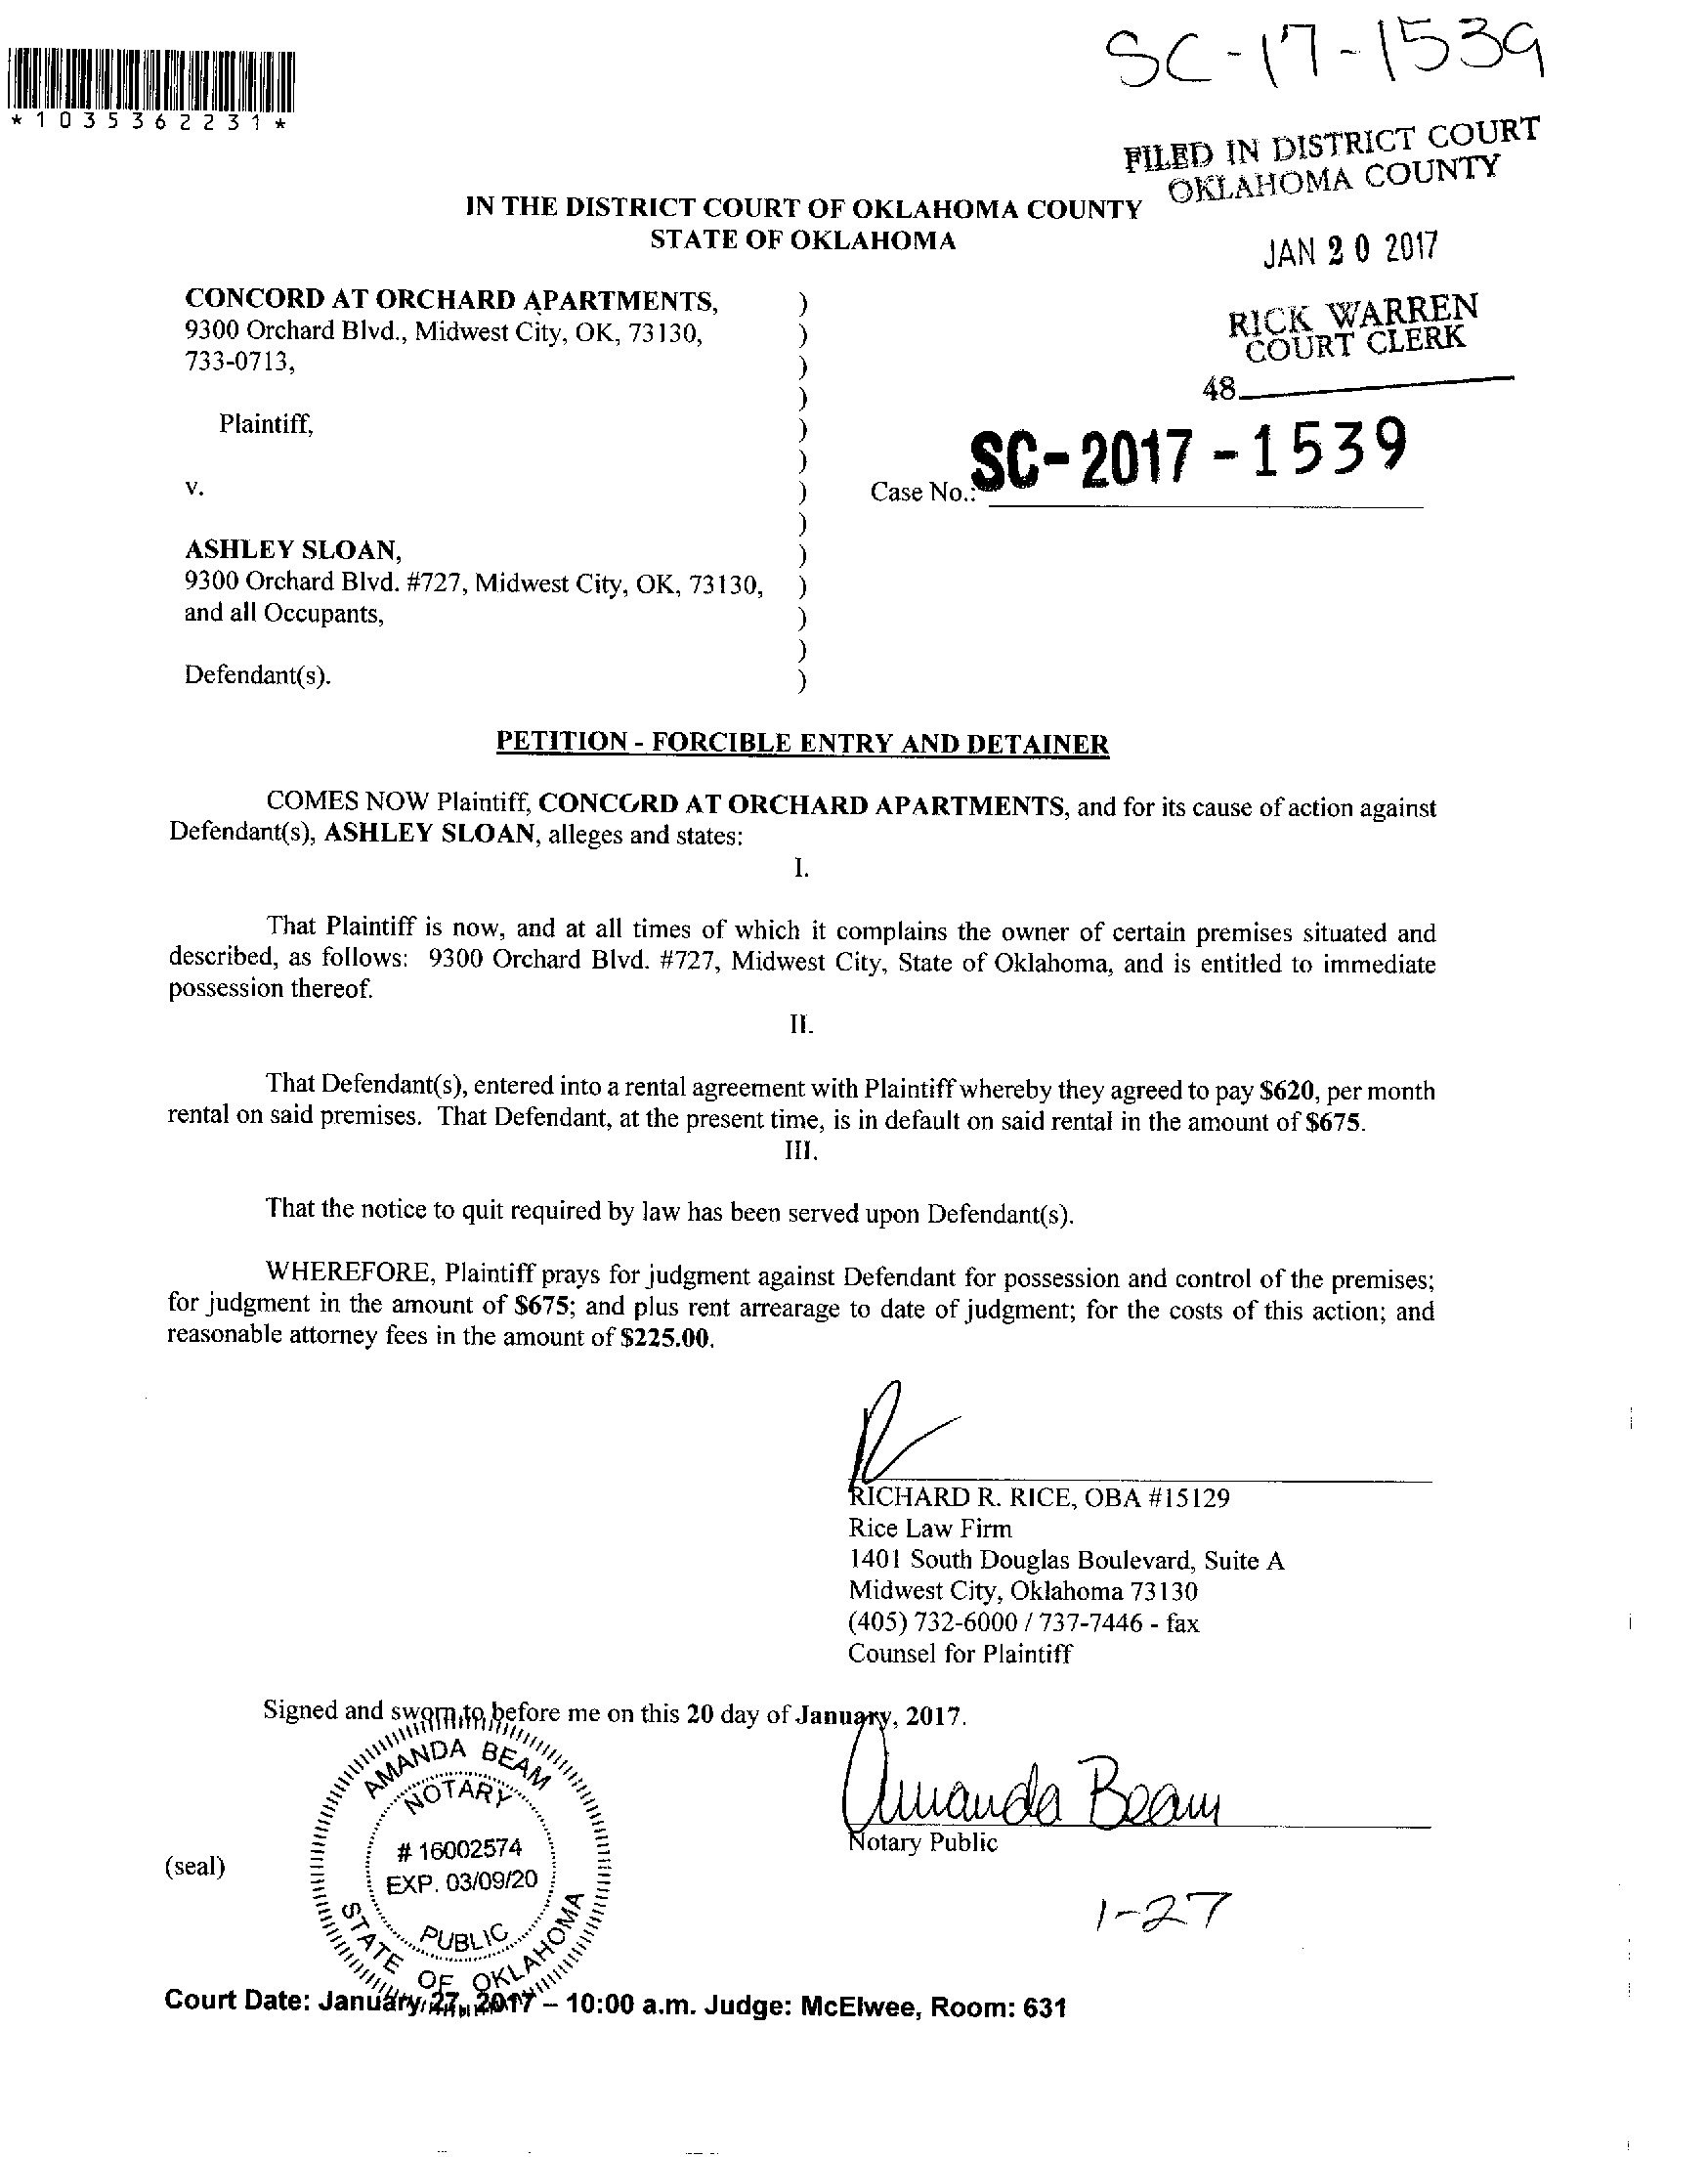 SC-17-1539
*1035362231*
FILED IN DISTRICT COURT
OKLAHOMA COUNTY
IN THE DISTRICT COURT OF OKLAHOMA COUNTY
STATE OF OKLAHOMA
JAN 20 2017
CONCORD AT ORCHARD APARTMENTS, )
9300 Orchard Blvd., Midwest City, OK, 73130, )
733-0713, )
RICK WARREN
COURT CLERK
)
48
Plaintiff, )
)
v. )
Case No.: SC-2017-1539
)
ASHLEY SLOAN, )
9300 Orchard Blvd. #727, Midwest City, OK, 73130, )
and all Occupants, )
)
Defendant(s). )
PETITION - FORCIBLE ENTRY AND DETAINER
COMES NOW Plaintiff, CONCORD AT ORCHARD APARTMENTS, and for its cause of action against
Defendant(s), ASHLEY SLOAN, alleges and states:
I.
That Plaintiff is now, and at all times of which it complains the owner of certain premises situated and
described, as follows: 9300 Orchard Blvd. #727, Midwest City, State of Oklahoma, and is entitled to immediate
possession thereof.
II.
That Defendant(s), entered into a rental agreement with Plaintiff whereby they agreed to pay $620, per month
rental on said premises. That Defendant, at the present time, is in default on said rental in the amount of $675.
III.
That the notice to quit required by law has been served upon Defendant(s).
WHEREFORE, Plaintiff prays for judgment against Defendant for possession and control of the premises;
for judgment in the amount of $675; and plus rent arrearage to date of judgment; for the costs of this action; and
reasonable attorney fees in the amount of $225.00.
RICHARD R. RICE, OBA #15129
Rice Law Firm
1401 South Douglas Boulevard, Suite A
Midwest City, Oklahoma 73130
(405) 732-6000 / 737-7446 - fax
Counsel for Plaintiff
Signed and sworn to before me on this 20 day of January, 2017.
AMANDA BEAM
NOTARY
# 16002574
EXP. 03/09/20
PUBLIC
STATE OF OKLAHOMA
Amanda Beam
Notary Public
(seal)
1-27
Court Date: January 27, 2017 – 10:00 a.m. Judge: McElwee, Room: 631